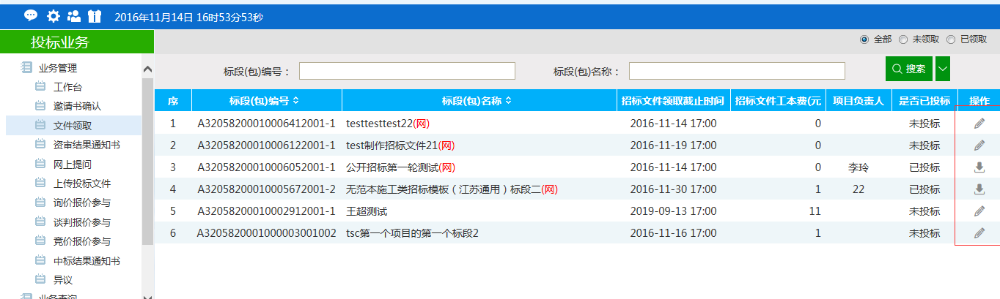 2016年11月14日 16时53分53秒
投标业务
全部 未领取 已领取
业务管理
工作台
邀请书确认
文件领取
资审结果通知书
网上提问
上传投标文件
询价报价参与
谈判报价参与
竞价报价参与
中标结果通知书
异议
业务查询
标段(包)编号： 标段(包)名称： 搜索
序 标段(包)编号 标段(包)名称 招标文件领取截止时间 招标文件工本费(元 项目负责人 是否已投标 操作
1 A32058200010006412001-1 testtesttest22(网) 2016-11-14 17:00 0 未投标
2 A32058200010006122001-1 test制作招标文件21(网) 2016-11-19 17:00 0 未投标
3 A32058200010006052001-1 公开招标第一轮测试(网) 2016-11-14 17:00 0 李玲 已投标
4 A32058200010005672001-2 无范本施工类招标模板（江苏通用）标段二(网) 2016-11-30 17:00 1 22 已投标
5 A32058200010002912001-1 王超测试 2019-09-13 17:00 11 未投标
6 A3205820001000003001002 tsc第一个项目的第一个标段2 2016-11-16 17:00 1 未投标